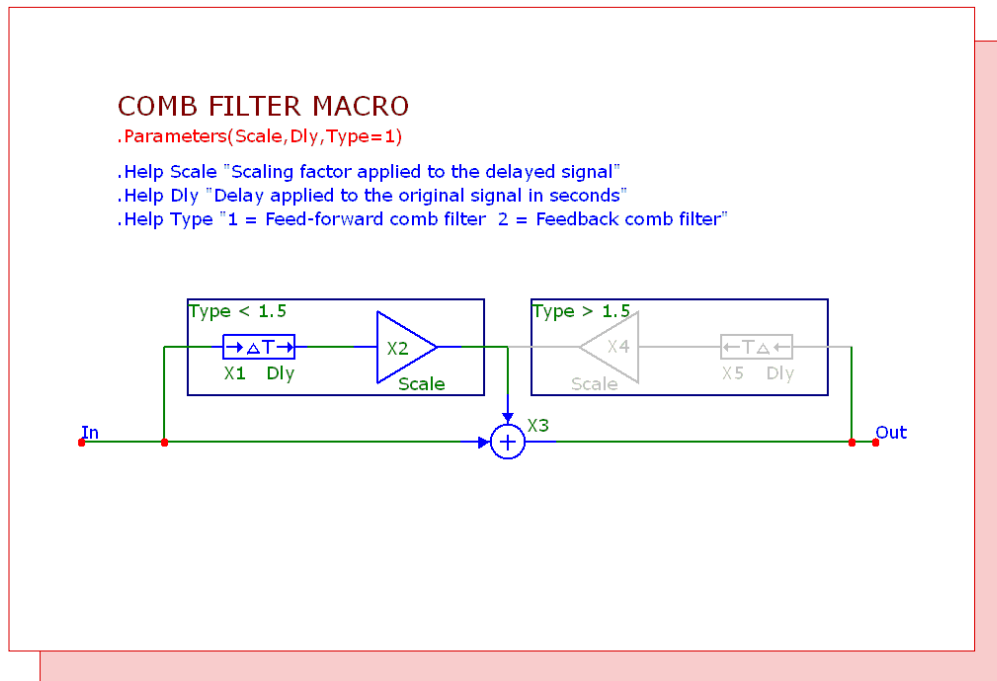 COMB FILTER MACRO
.Parameters(Scale,Dly,Type=1)
.Help Scale "Scaling factor applied to the delayed signal"
.Help Dly "Delay applied to the original signal in seconds"
.Help Type "1 = Feed-forward comb filter  2 = Feedback comb filter"
Type < 1.5
Type > 1.5
ΔT
X2
X4
TΔ
X1 Dly
Scale
Scale
X5 Dly
In
+
X3
Out